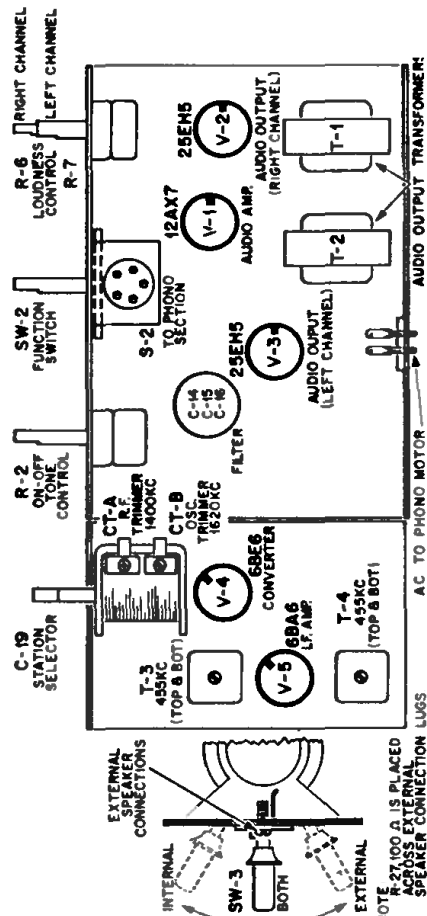 C-19
STATION
SELECTOR
R-2
ON-OFF
TONE
CONTROL
SW-2
FUNCTION
SWITCH
R-6
LOUDNESS
CONTROL
R-7
RIGHT CHANNEL
LEFT CHANNEL
CT-A
R.F.
TRIMMER
1400KC
CT-B
OSC.
TRIMMER
1620KC
S-2
TO PHONO
SECTION
12AX7
V-1
AUDIO AMP.
25EH5
V-2
AUDIO OUTPUT
(RIGHT CHANNEL)
T-3
455KC
(TOP & BOT)
V-4
6BE6
CONVERTER
C-14
C-15
C-16
FILTER
25EH5
V-3
AUDIO OUPUT
(LEFT CHANNEL)
T-2
T-1
V-5
6BA6
I.F. AMP.
T-4
455KC
(TOP & BOT)
AC TO PHONO MOTOR
AUDIO OUTPUT TRANSFORMERS
EXTERNAL
SPEAKER
CONNECTIONS
INTERNAL
SW-3
BOTH
EXTERNAL
NOTE
R-27,100 Ω IS PLACED
ACROSS EXTERNAL
SPEAKER CONNECTION LUGS